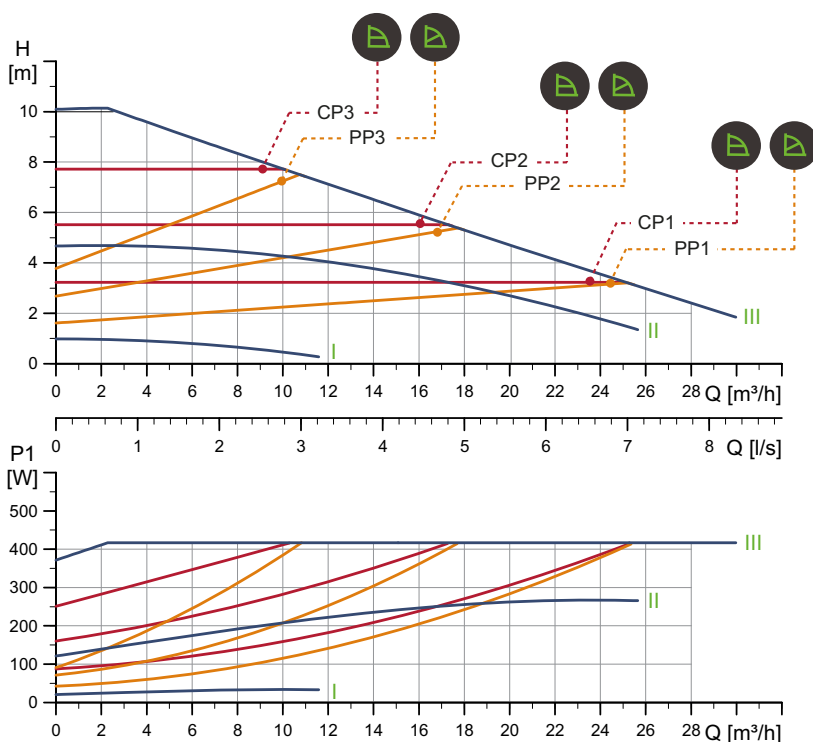 H
[m]
CP3
PP3
CP2
PP2
CP1
PP1
10
8
6
4
2
0
I
II
III
0 2 4 6 8 10 12 14 16 18 20 22 24 26 28 Q [m³/h]
0 1 2 3 4 5 6 7 8 Q [l/s]
P1
[W]
500
400
300
200
100
0
III
II
I
0 2 4 6 8 10 12 14 16 18 20 22 24 26 28 Q [m³/h]